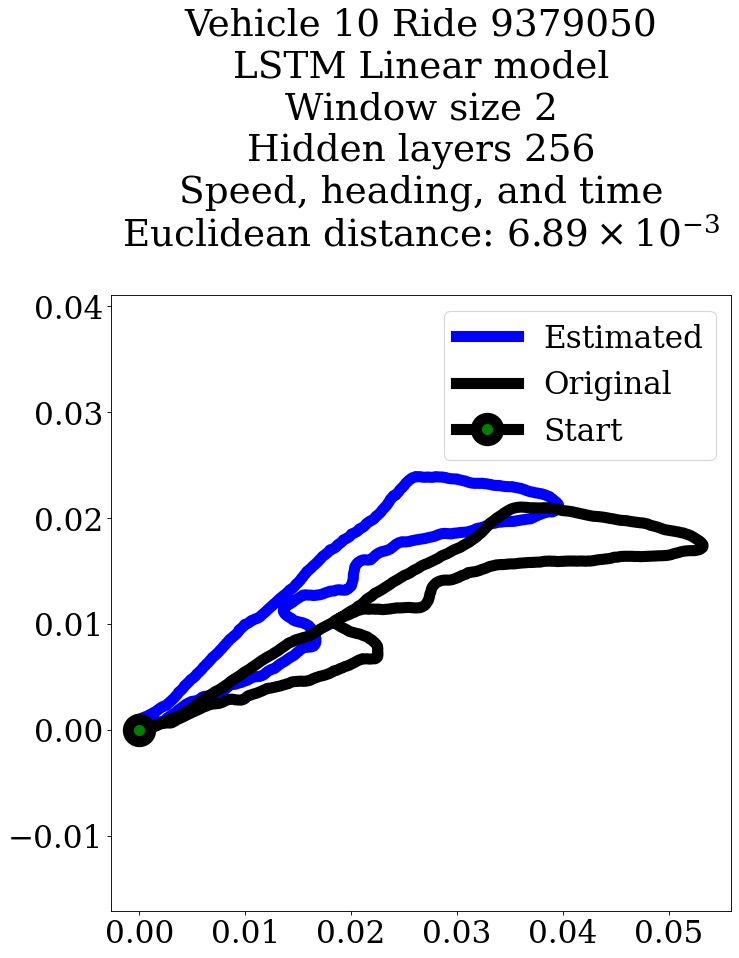 Vehicle 10 Ride 9379050
LSTM Linear model
Window size 2
Hidden layers 256
Speed, heading, and time
Euclidean distance: 6.89 × 10⁻³
0.04
0.03
0.02
0.01
0.00
−0.01
Estimated
Original
Start
0.00 0.01 0.02 0.03 0.04 0.05